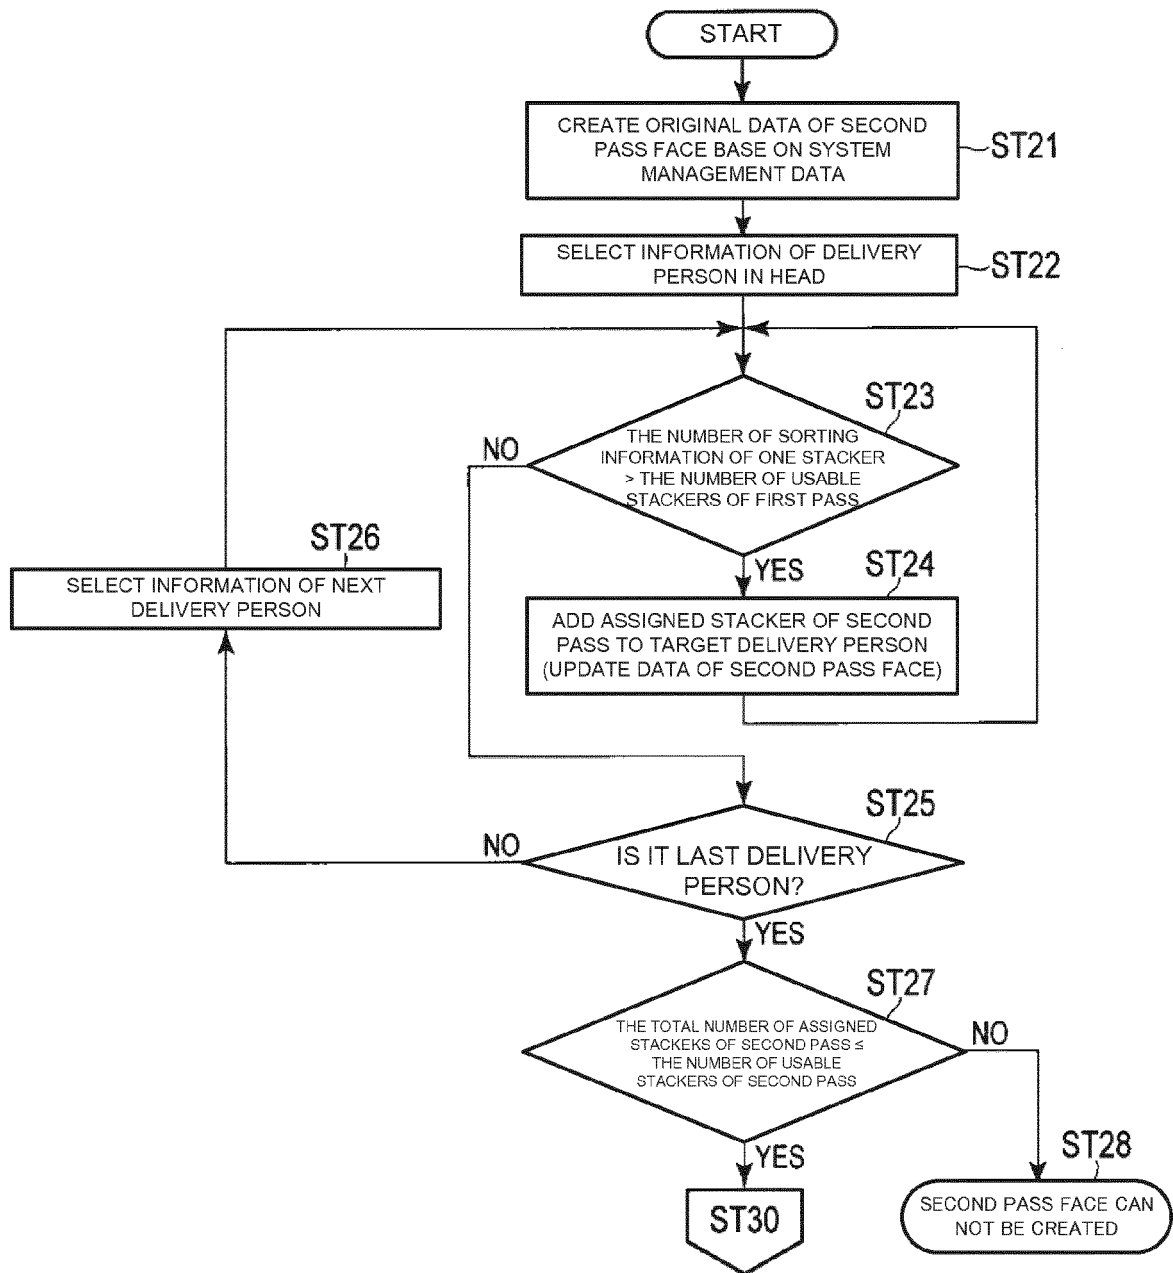 START
CREATE ORIGINAL DATA OF SECOND
PASS FACE BASE ON SYSTEM
MANAGEMENT DATA
ST21
SELECT INFORMATION OF DELIVERY
PERSON IN HEAD
ST22
ST23
NO
THE NUMBER OF SORTING
INFORMATION OF ONE STACKER
> THE NUMBER OF USABLE
STACKERS OF FIRST PASS
YES
ST26
SELECT INFORMATION OF NEXT
DELIVERY PERSON
ST24
ADD ASSIGNED STACKER OF SECOND
PASS TO TARGET DELIVERY PERSON
(UPDATE DATA OF SECOND PASS FACE)
ST25
NO
IS IT LAST DELIVERY
PERSON?
YES
ST27
THE TOTAL NUMBER OF ASSIGNED
STACKEKS OF SECOND PASS ≤
THE NUMBER OF USABLE
STACKERS OF SECOND PASS
NO
YES
ST30
ST28
SECOND PASS FACE CAN
NOT BE CREATED